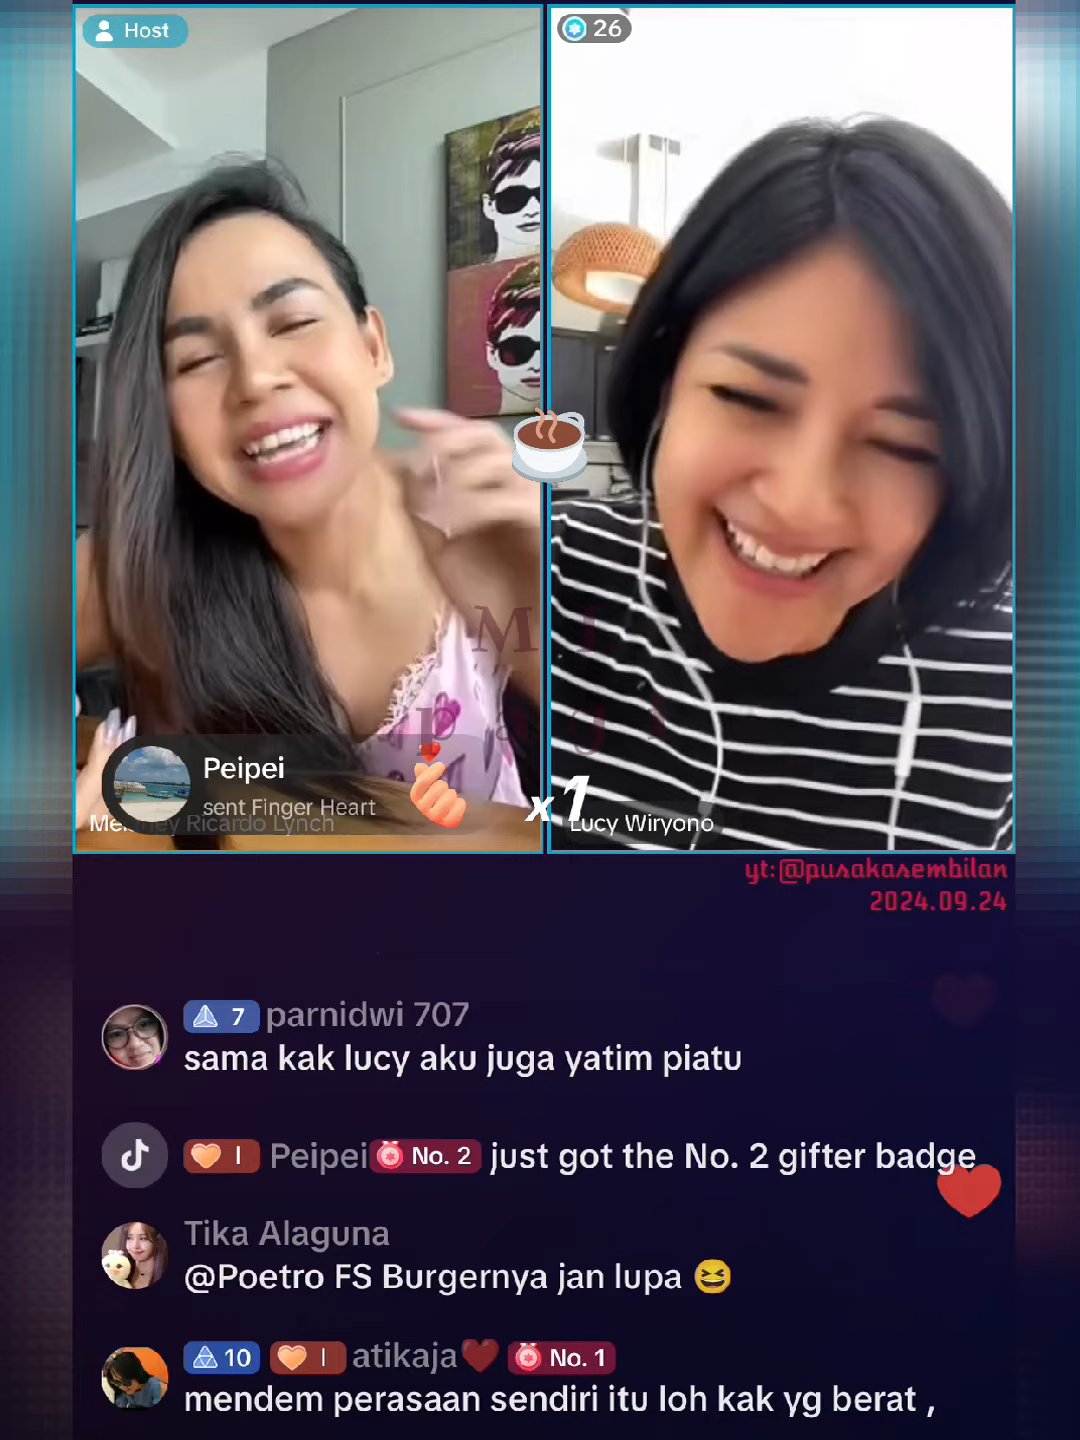 Host
26
M I
p a g i
Peipei
sent Finger Heart
x1
Melaney Ricardo Lynch
Lucy Wiryono
yt:@pusakasembilan
2024.09.24
7 parnidwi 707
sama kak lucy aku juga yatim piatu
I Peipei No. 2 just got the No. 2 gifter badge
Tika Alaguna
@Poetro FS Burgernya jan lupa 😆
10 I atikaja❤️ No. 1
mendem perasaan sendiri itu loh kak yg berat ,